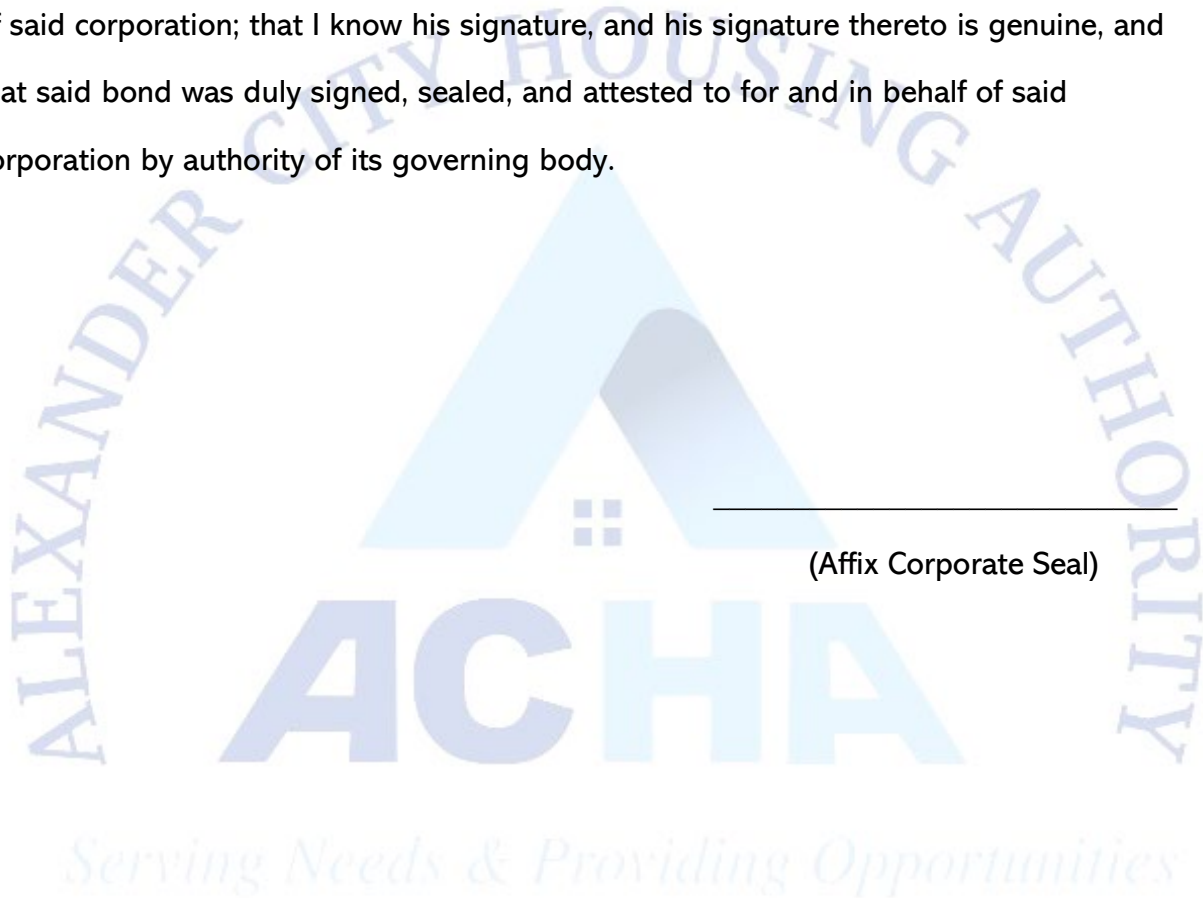 said corporation; that I know his signature, and his signature thereto is genuine, and
at said bond was duly signed, sealed, and attested to for and in behalf of said
orporation by authority of its governing body.
(Affix Corporate Seal)
ALEXANDER CITY HOUSING AUTHORITY
ACHA
Serving Needs & Providing Opportunities